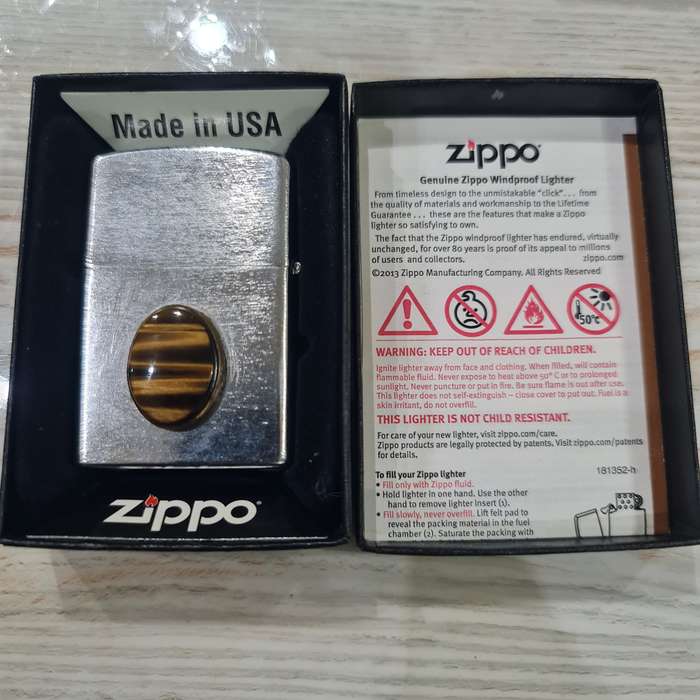 Made in USA
zippo
zippo
Genuine Zippo Windproof Lighter
From timeless design to the unmistakable "click". . . from
the quality of materials and workmanship to the Lifetime
Guarantee . . . these are the features that make a Zippo
lighter so satisfying to own.
The fact that the Zippo windproof lighter has endured, virtually
unchanged, for over 80 years is proof of its appeal to millions
of users and collectors. zippo.com
©2013 Zippo Manufacturing Company. All Rights Reserved
50°c
WARNING: KEEP OUT OF REACH OF CHILDREN.
Ignite lighter away from face and clothing. When filled, will contain
flammable fluid. Never expose to heat above 50° C or to prolonged
sunlight. Never puncture or put in fire. Be sure flame is out after use.
This lighter does not self-extinguish – close cover to put out. Fuel is a
skin irritant, do not overfill.
THIS LIGHTER IS NOT CHILD RESISTANT.
For care of your new lighter, visit zippo.com/care.
Zippo products are legally protected by patents. Visit zippo.com/patents
for details.
To fill your Zippo lighter 181352-h
• Fill only with Zippo fluid.
• Hold lighter in one hand. Use the other
hand to remove lighter insert (1).
• Fill slowly, never overfill. Lift felt pad to
reveal the packing material in the fuel
chamber (2). Saturate the packing with